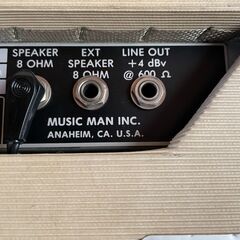 SPEAKER EXT LINE OUT
8 OHM SPEAKER +4 dBv
8 OHM @ 600 Ω
MUSIC MAN INC.
ANAHEIM, CA. U.S.A.